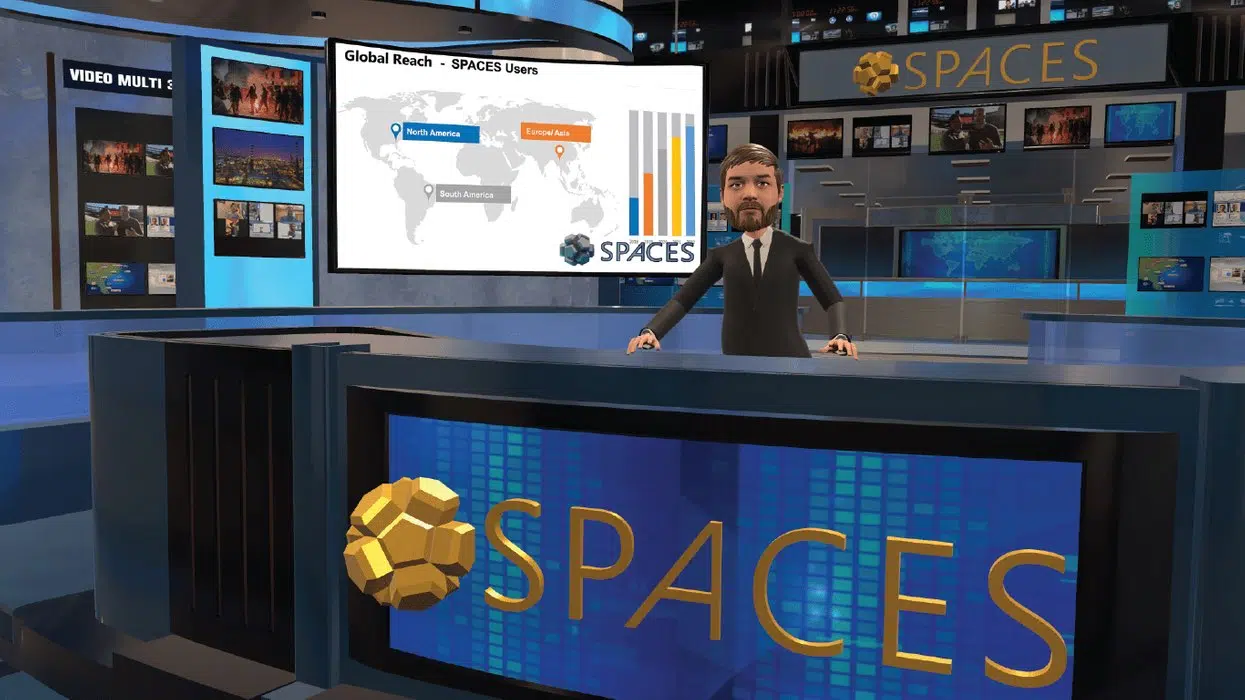 VIDEO MULTI 3
Global Reach - SPACES Users
North America
Europe/Asia
South America
SPACES
SPACES
SPACES